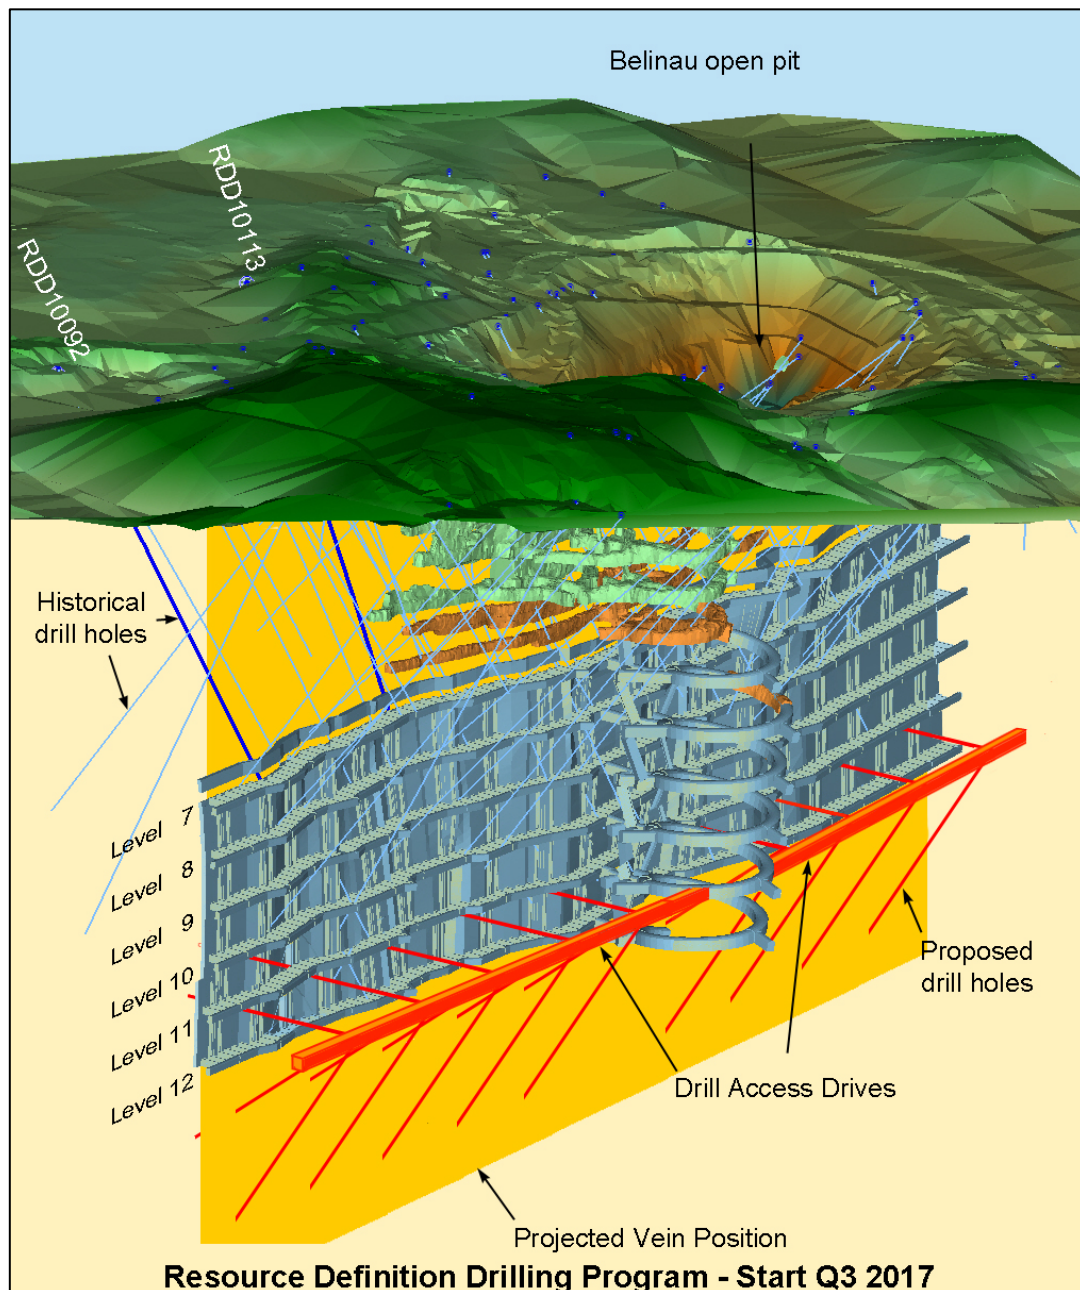 Belinau open pit
RDD10113
RDD10092
Historical
drill holes
Level 7
Level 8
Level 9
Level 10
Level 11
Level 12
Proposed
drill holes
Drill Access Drives
Projected Vein Position
Resource Definition Drilling Program - Start Q3 2017